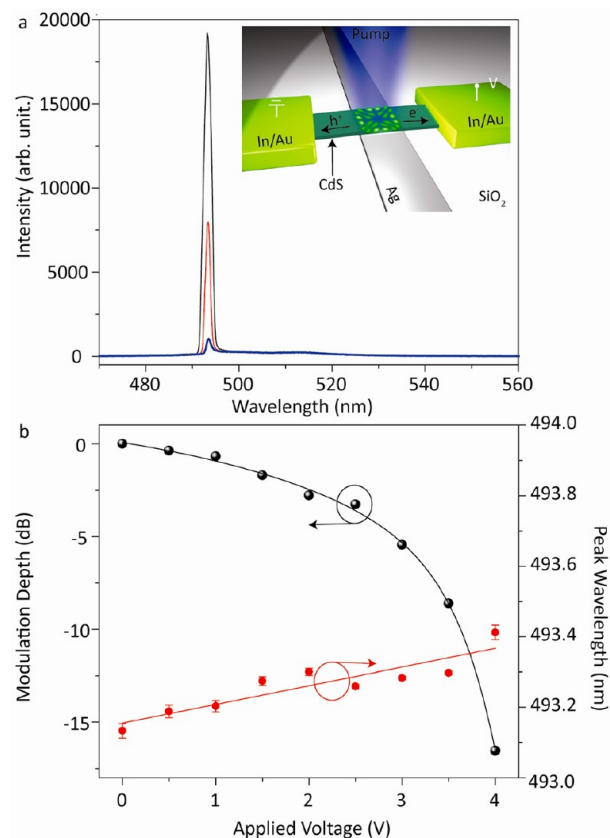 a
20000
15000
10000
5000
0
Intensity (arb. unit.)
Pump
V
In/Au
h⁺
e⁻
In/Au
CdS
Ag
SiO₂
480 500 520 540 560
Wavelength (nm)
b
0
-5
-10
-15
Modulation Depth (dB)
494.0
493.8
493.6
493.4
493.2
493.0
Peak Wavelength (nm)
0 1 2 3 4
Applied Voltage (V)